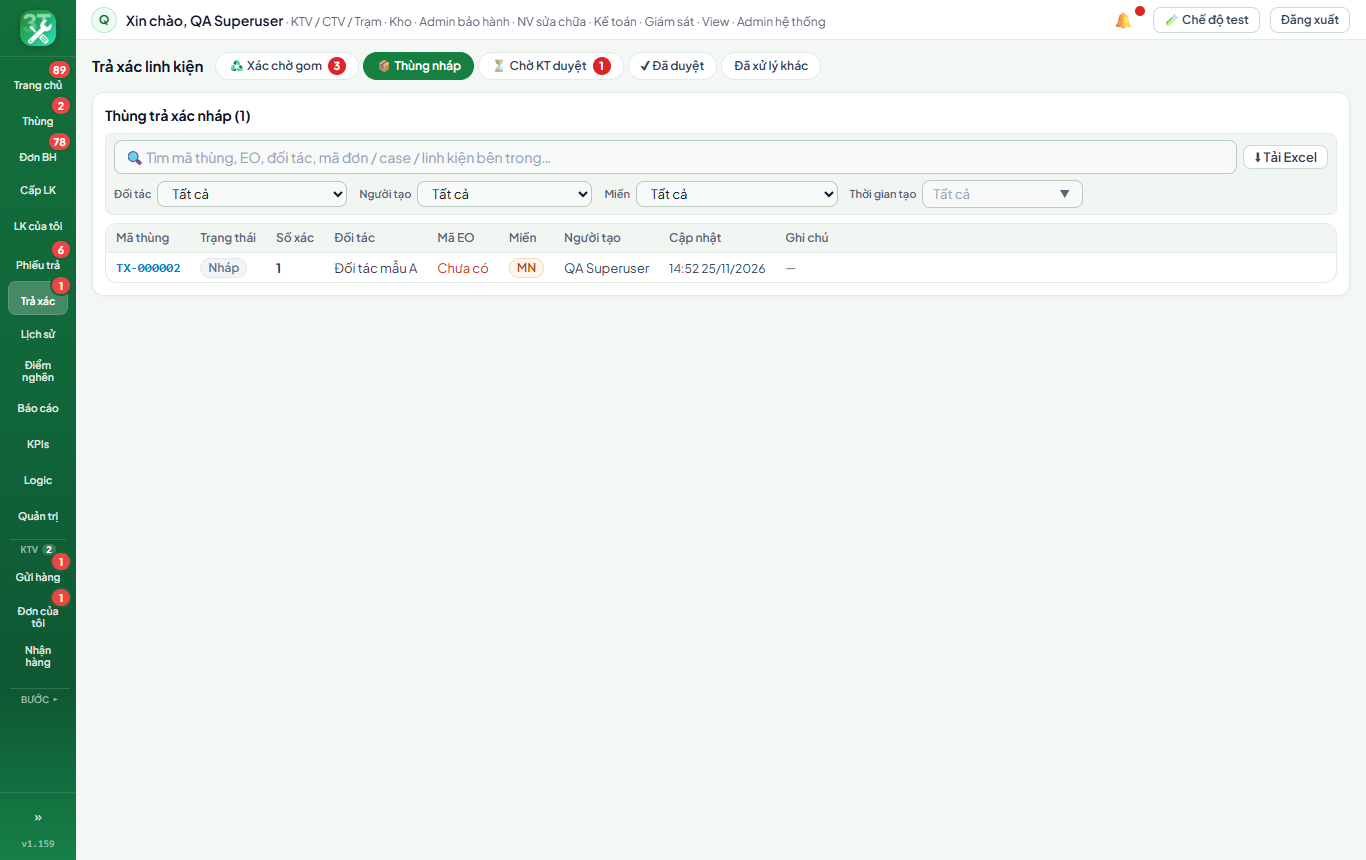 3T
Q
Xin chào, QA Superuser · KTV / CTV / Trạm · Kho · Admin bảo hành · NV sửa chữa · Kế toán · Giám sát · View · Admin hệ thống
Chế độ test
Đăng xuất
89
Trang chủ
2
Thùng
78
Đơn BH
Cấp LK
LK của tôi
6
Phiếu trả
1
Trả xác
Lịch sử
Điểm
nghẽn
Báo cáo
KPIs
Logic
Quản trị
KTV 2
1
Gửi hàng
1
Đơn của
tôi
Nhận
hàng
BƯỚC
»
v1.159
Trả xác linh kiện
Xác chờ gom 3
Thùng nháp
Chờ KT duyệt 1
✓ Đã duyệt
Đã xử lý khác
Thùng trả xác nháp (1)
Tìm mã thùng, EO, đối tác, mã đơn / case / linh kiện bên trong…
⬇ Tải Excel
Đối tác Tất cả Người tạo Tất cả Miền Tất cả Thời gian tạo Tất cả ▼
Mã thùng Trạng thái Số xác Đối tác Mã EO Miền Người tạo Cập nhật Ghi chú
TX-000002 Nháp 1 Đối tác mẫu A Chưa có MN QA Superuser 14:52 25/11/2026 —